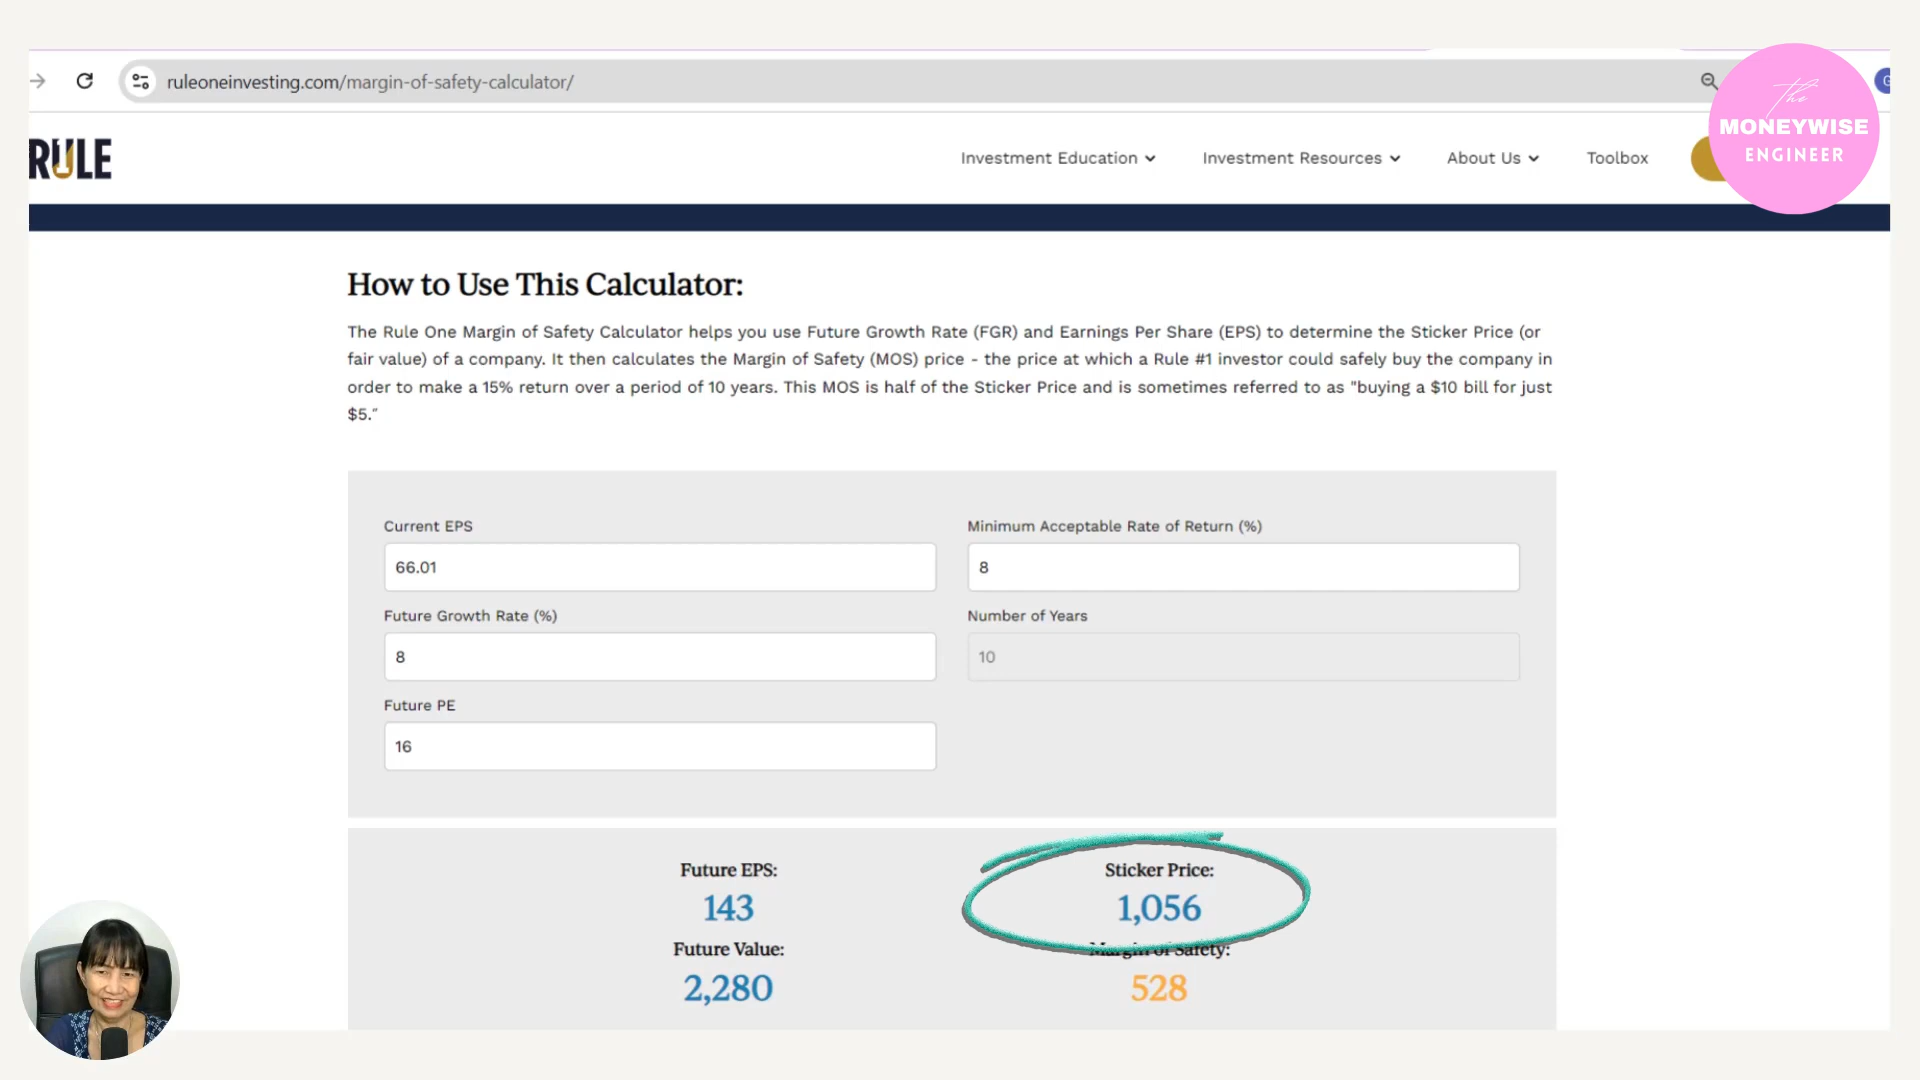 ruleoneinvesting.com/margin-of-safety-calculator/
G
The
MONEYWISE
ENGINEER
RULE
Investment Education
Investment Resources
About Us
Toolbox
How to Use This Calculator:
The Rule One Margin of Safety Calculator helps you use Future Growth Rate (FGR) and Earnings Per Share (EPS) to determine the Sticker Price (or
fair value) of a company. It then calculates the Margin of Safety (MOS) price - the price at which a Rule #1 investor could safely buy the company in
order to make a 15% return over a period of 10 years. This MOS is half of the Sticker Price and is sometimes referred to as "buying a $10 bill for just
$5.”
Current EPS
66.01
Minimum Acceptable Rate of Return (%)
8
Future Growth Rate (%)
8
Number of Years
10
Future PE
16
Future EPS:
143
Sticker Price:
1,056
Future Value:
2,280
Margin of Safety:
528